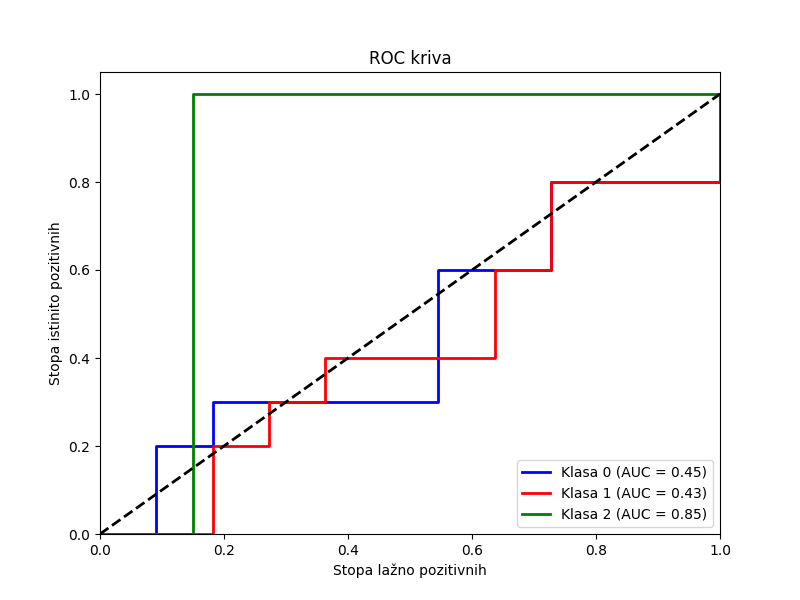 ROC kriva
Stopa istinito pozitivnih
1.0
0.8
0.6
0.4
0.2
0.0
0.0 0.2 0.4 0.6 0.8 1.0
Stopa lažno pozitivnih
Klasa 0 (AUC = 0.45)
Klasa 1 (AUC = 0.43)
Klasa 2 (AUC = 0.85)